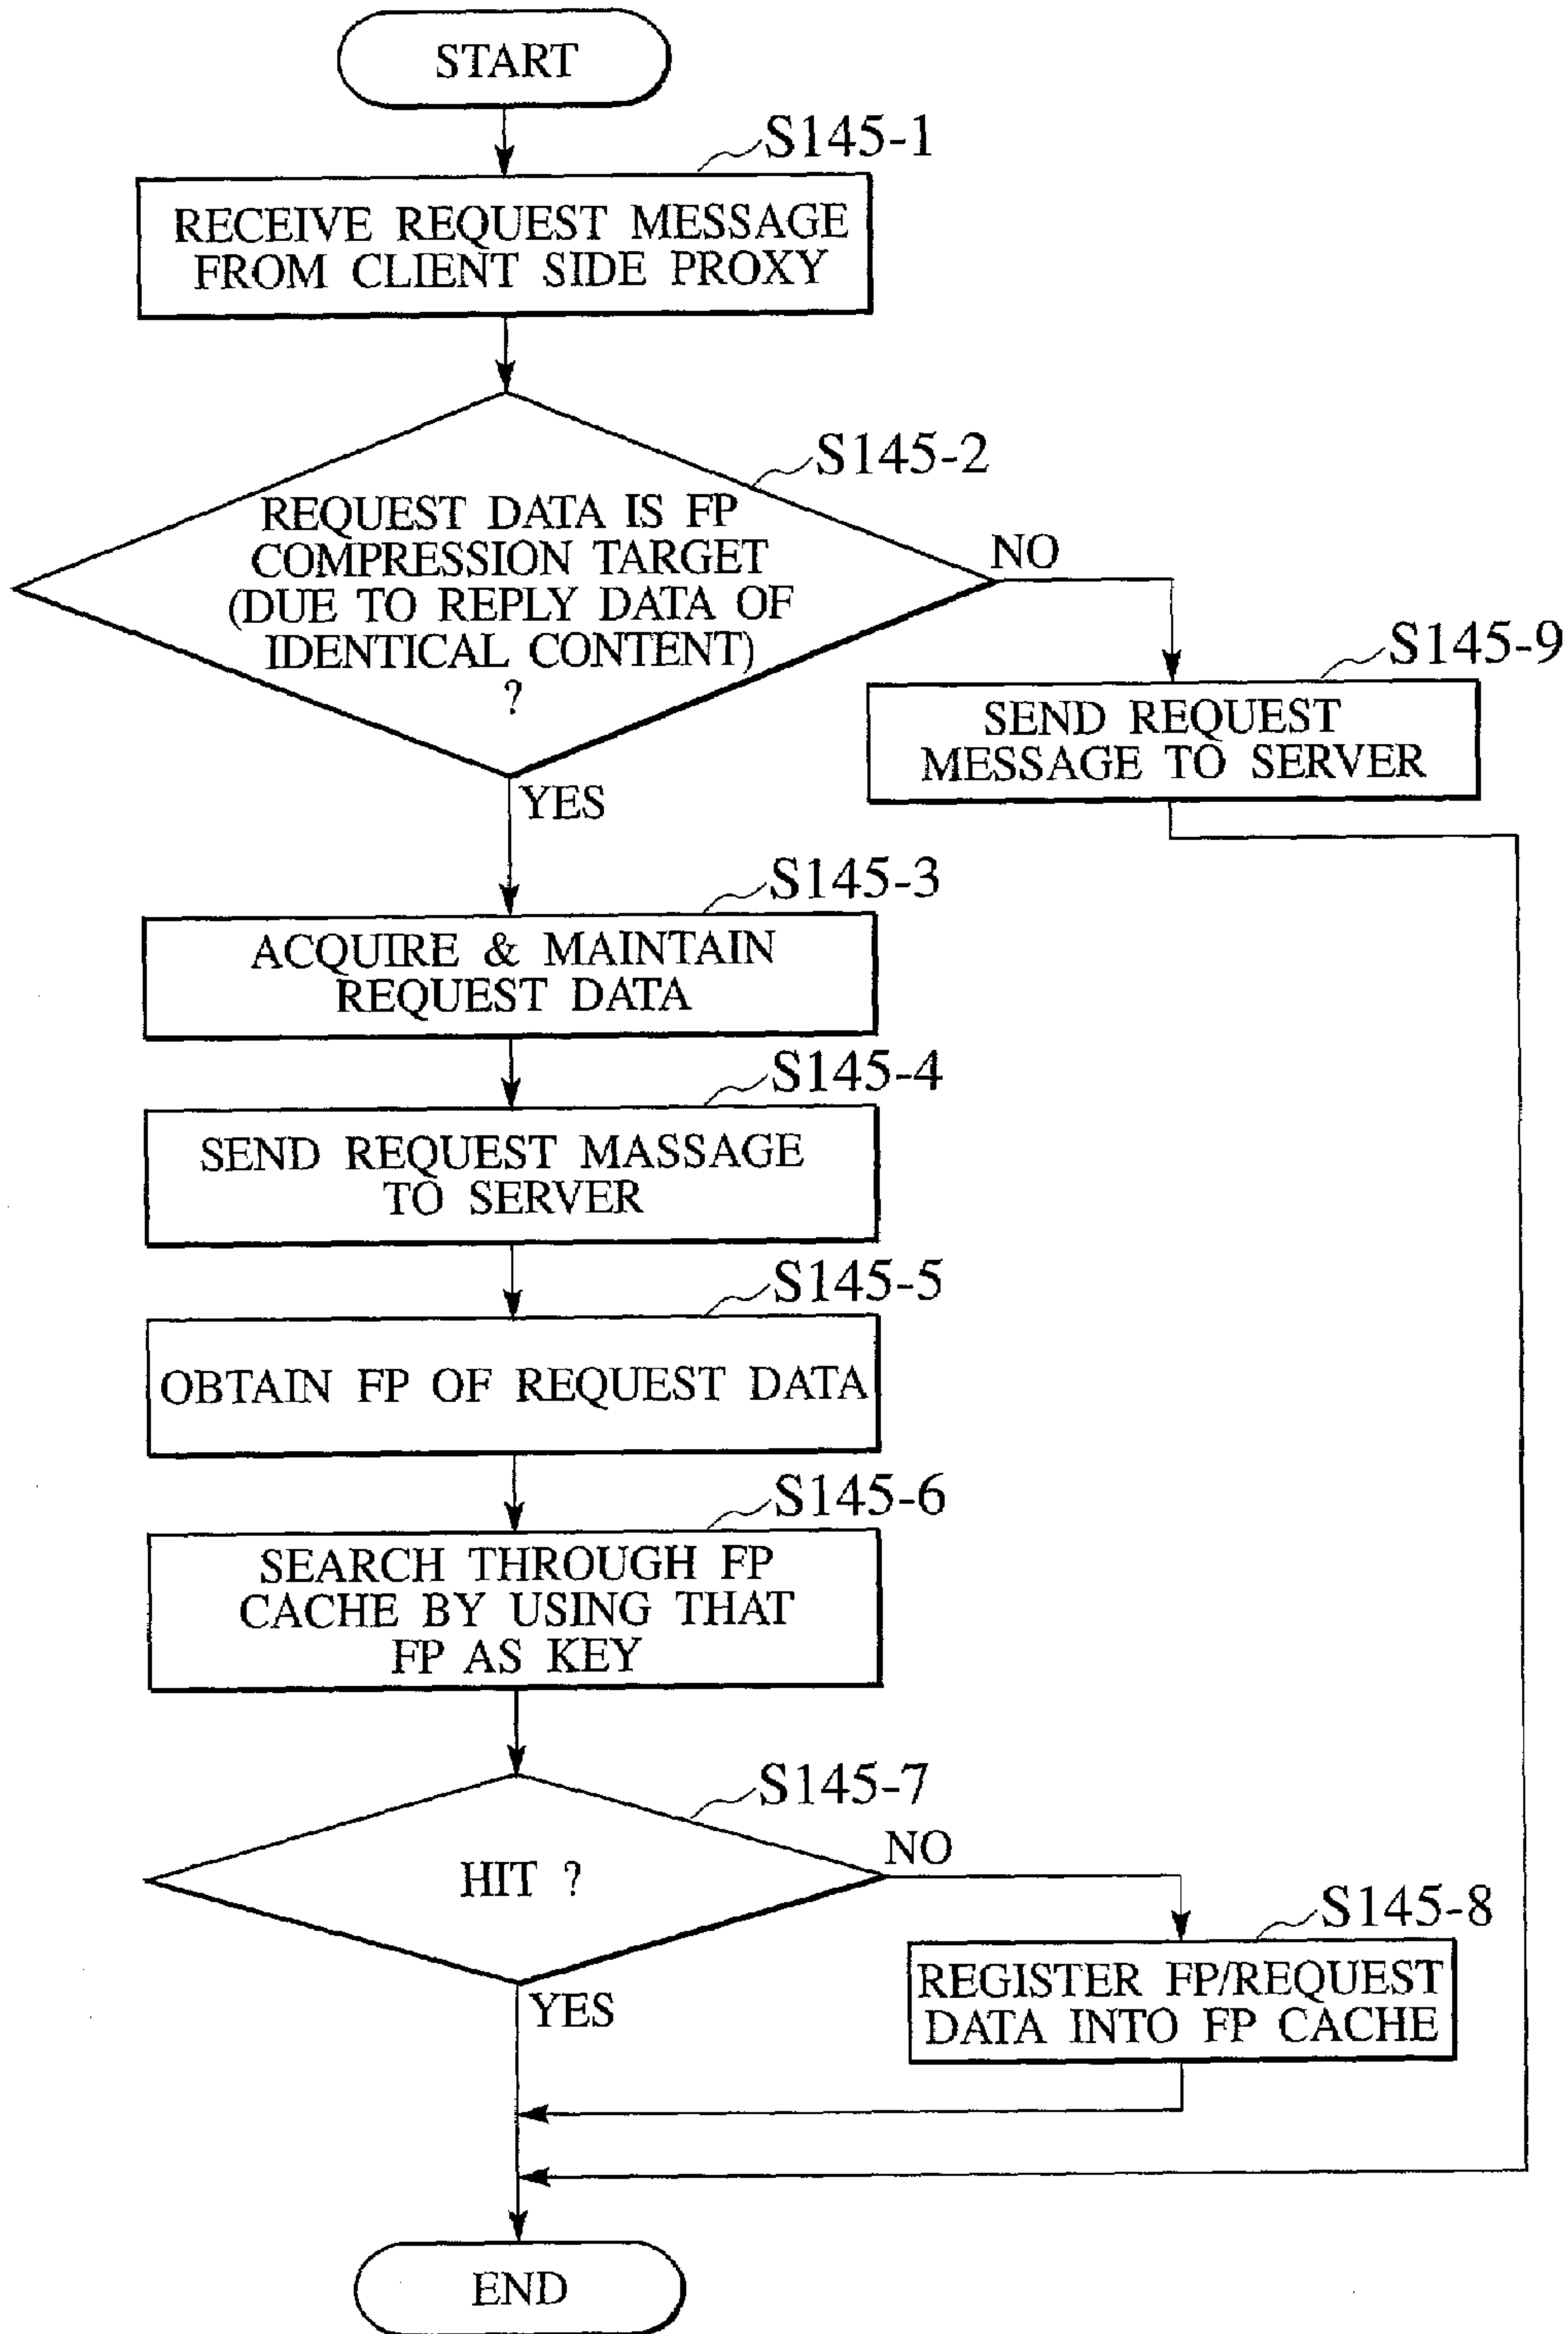 START
S145-1
RECEIVE REQUEST MESSAGE
FROM CLIENT SIDE PROXY
S145-2
REQUEST DATA IS FP
COMPRESSION TARGET
(DUE TO REPLY DATA OF
IDENTICAL CONTENT)
?
NO
YES
S145-9
SEND REQUEST
MESSAGE TO SERVER
S145-3
ACQUIRE & MAINTAIN
REQUEST DATA
S145-4
SEND REQUEST MASSAGE
TO SERVER
S145-5
OBTAIN FP OF REQUEST DATA
S145-6
SEARCH THROUGH FP
CACHE BY USING THAT
FP AS KEY
S145-7
HIT ?
NO
YES
S145-8
REGISTER FP/REQUEST
DATA INTO FP CACHE
END